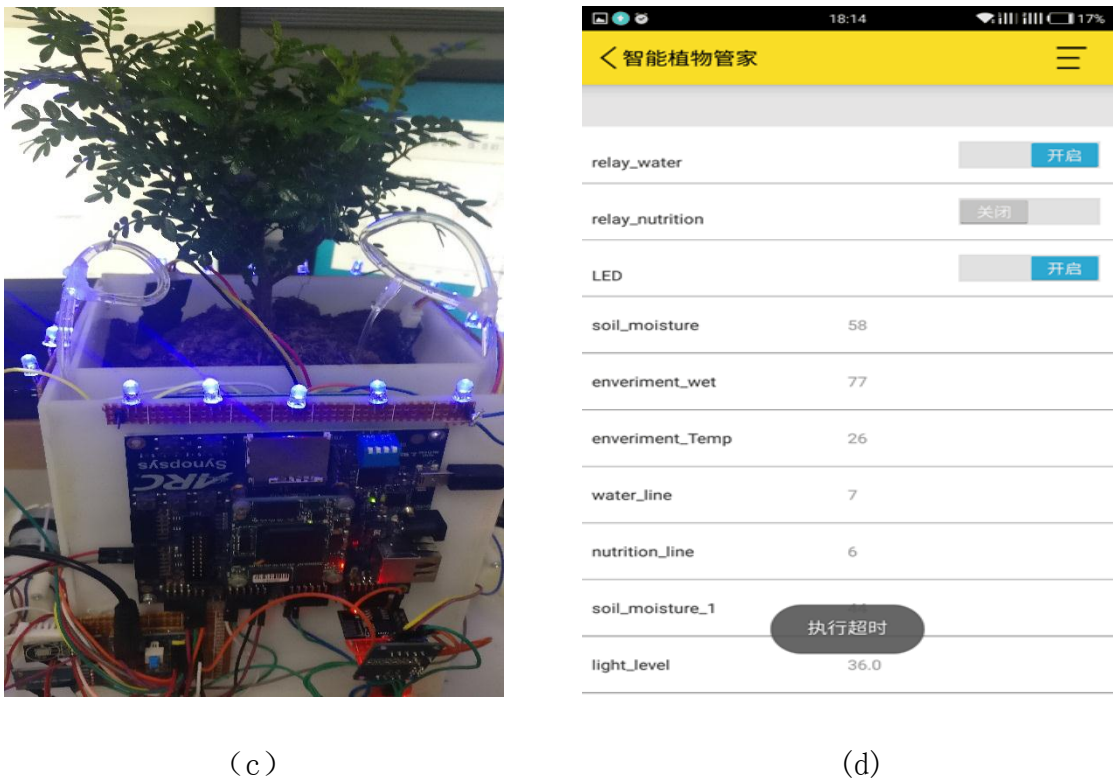 ARC
Synopsys
18:14
17%
智能植物管家
relay_water
开启
relay_nutrition
关闭
LED
开启
soil_moisture
58
enveriment_wet
77
enveriment_Temp
26
water_line
7
nutrition_line
6
soil_moisture_1
执行超时
light_level
36.0
（c）
(d)